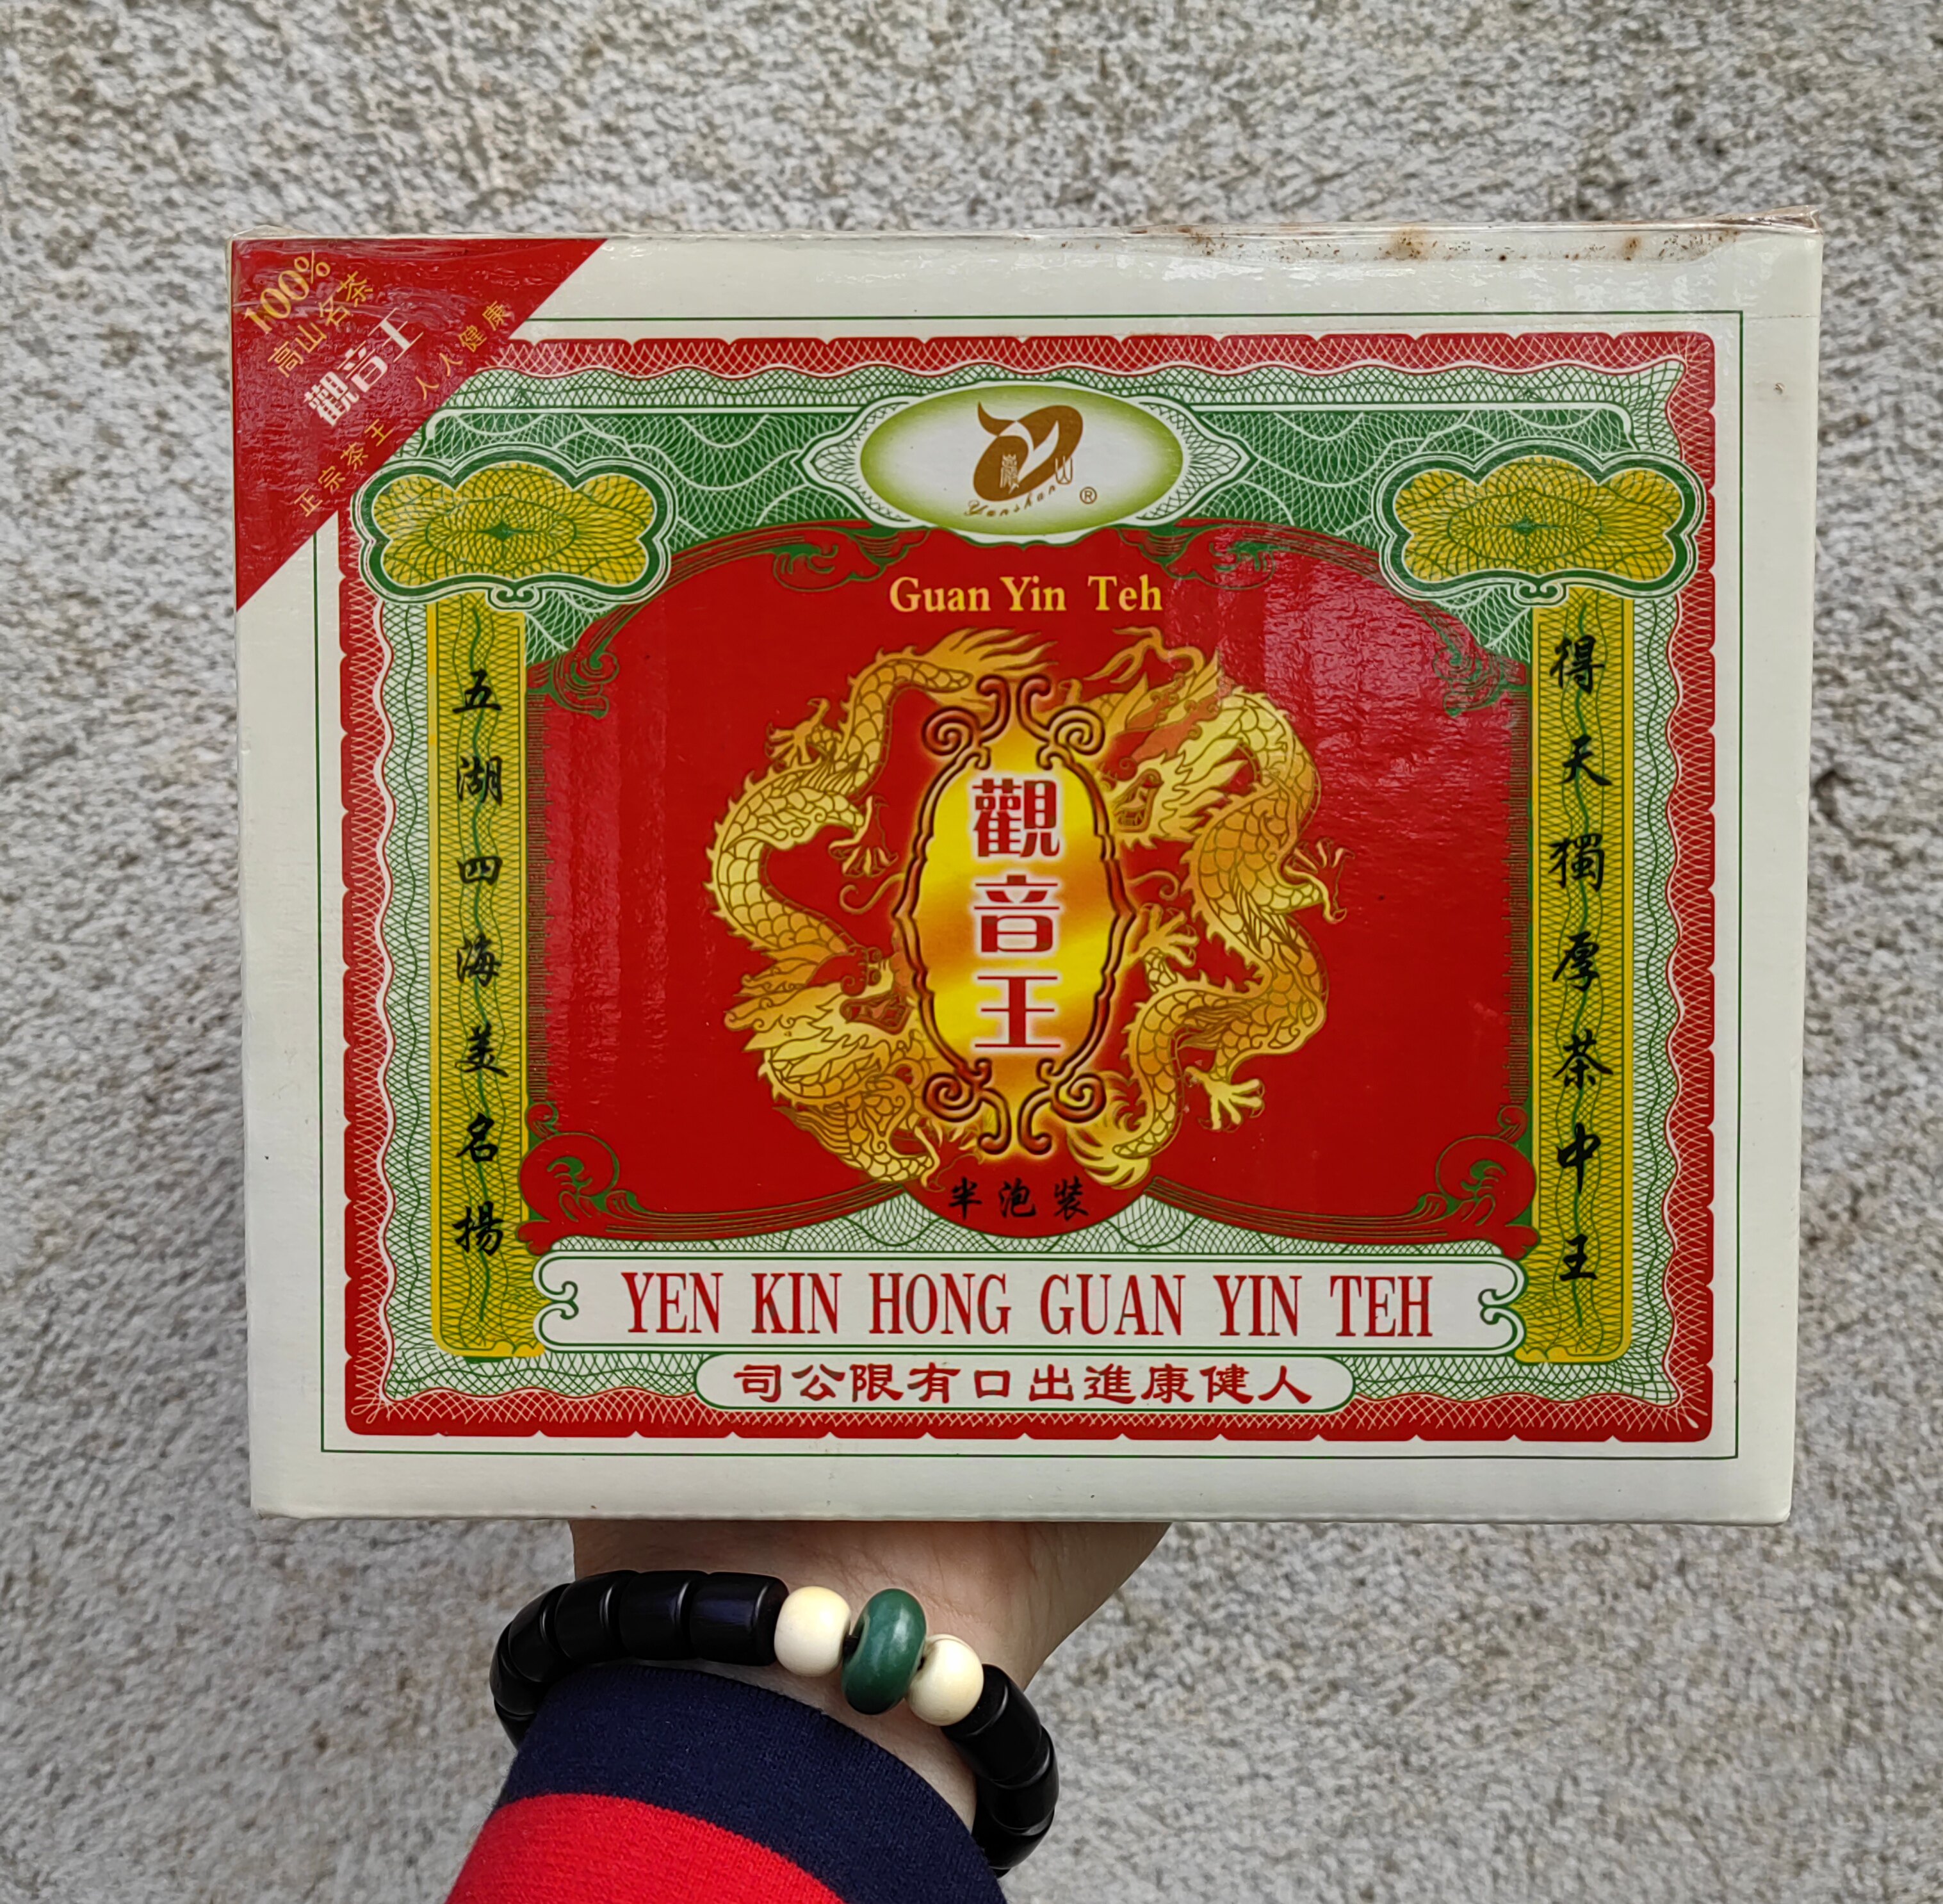 100%
高山名茶
觀音王
正宗茶王 人人健康
山
Yanshan®
Guan Yin Teh
得天獨厚茶中王
五湖四海美名揚
觀音王
半泡裝
YEN KIN HONG GUAN YIN TEH
司公限有口出進康健人